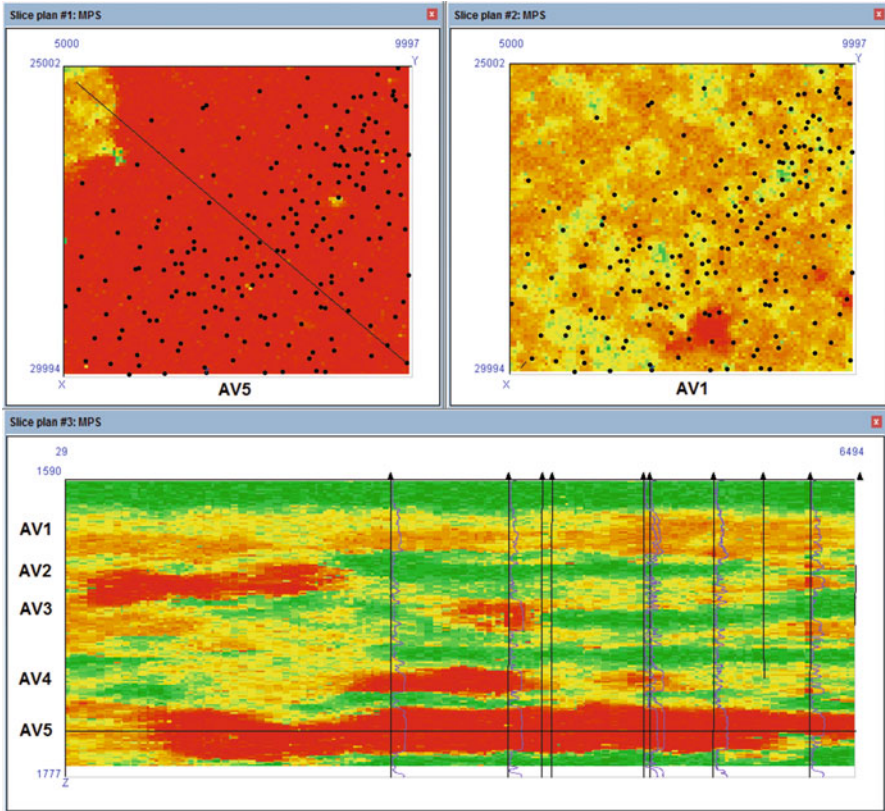 Slice plan #1: MPS x
5000 9997
25002 Y
29994
X
AV5
Slice plan #2: MPS x
5000 9997
25002 Y
29994
X
AV1
Slice plan #3: MPS x
29 6494
1590
AV1
AV2
AV3
AV4
AV5
1777
Z